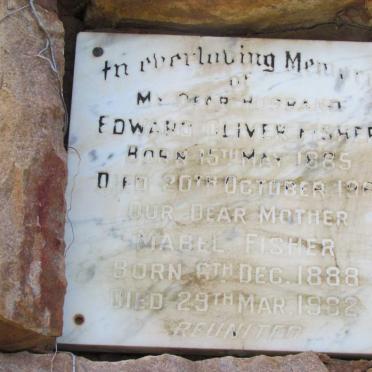 In everloving Memory
of
My Dear Husband
EDWARD OLIVER FISHER
BORN 15TH MAY 1885
DIED 20TH OCTOBER
OUR DEAR MOTHER
MABEL FISHER
BORN 6TH DEC. 1888
DIED 29TH MAR. 1962
REUNITED